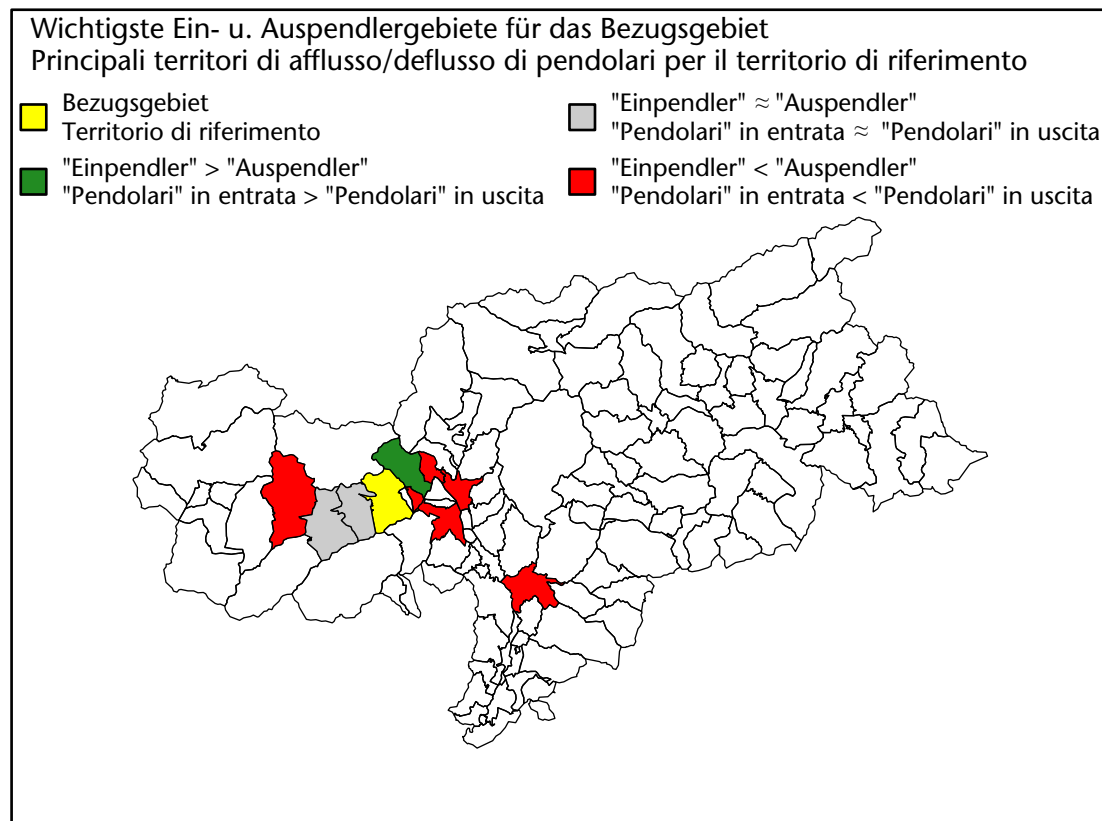 Wichtigste Ein- u. Auspendlergebiete für das Bezugsgebiet
Principali territori di afflusso/deflusso di pendolari per il territorio di riferimento
Bezugsgebiet
Territorio di riferimento
"Einpendler" > "Auspendler"
"Pendolari" in entrata > "Pendolari" in uscita
"Einpendler" ≈ "Auspendler"
"Pendolari" in entrata ≈ "Pendolari" in uscita
"Einpendler" < "Auspendler"
"Pendolari" in entrata < "Pendolari" in uscita